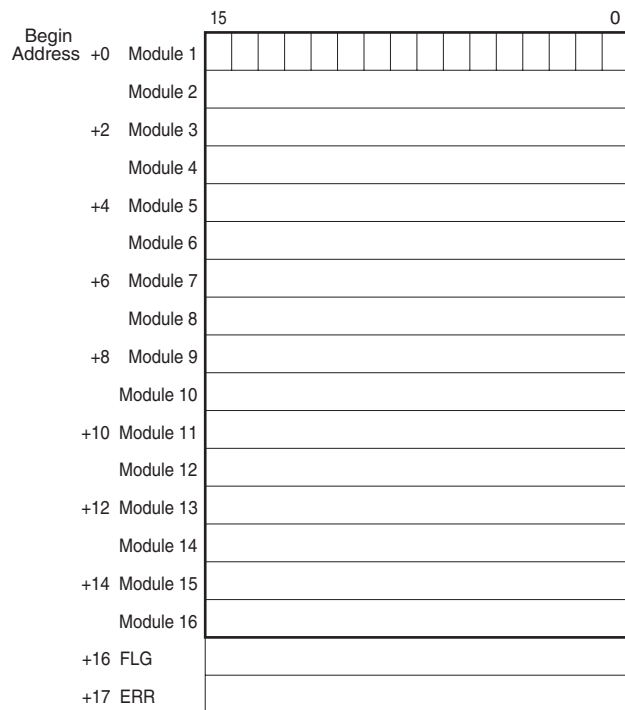 15 0
Begin
Address +0 Module 1
Module 2
+2 Module 3
Module 4
+4 Module 5
Module 6
+6 Module 7
Module 8
+8 Module 9
Module 10
+10 Module 11
Module 12
+12 Module 13
Module 14
+14 Module 15
Module 16
+16 FLG
+17 ERR